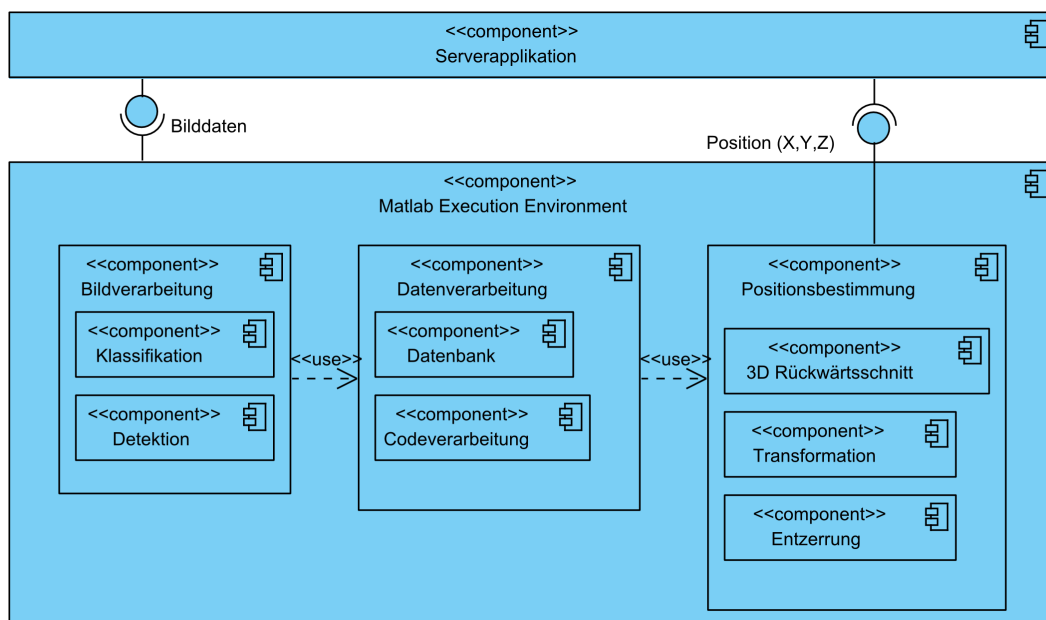 <<component>>
Serverapplikation
Bilddaten
Position (X,Y,Z)
<<component>>
Matlab Execution Environment
<<component>>
Bildverarbeitung
<<component>>
Klassifikation
<<component>>
Detektion
<<use>>
<<component>>
Datenverarbeitung
<<component>>
Datenbank
<<component>>
Codeverarbeitung
<<use>>
<<component>>
Positionsbestimmung
<<component>>
3D Rückwärtsschnitt
<<component>>
Transformation
<<component>>
Entzerrung